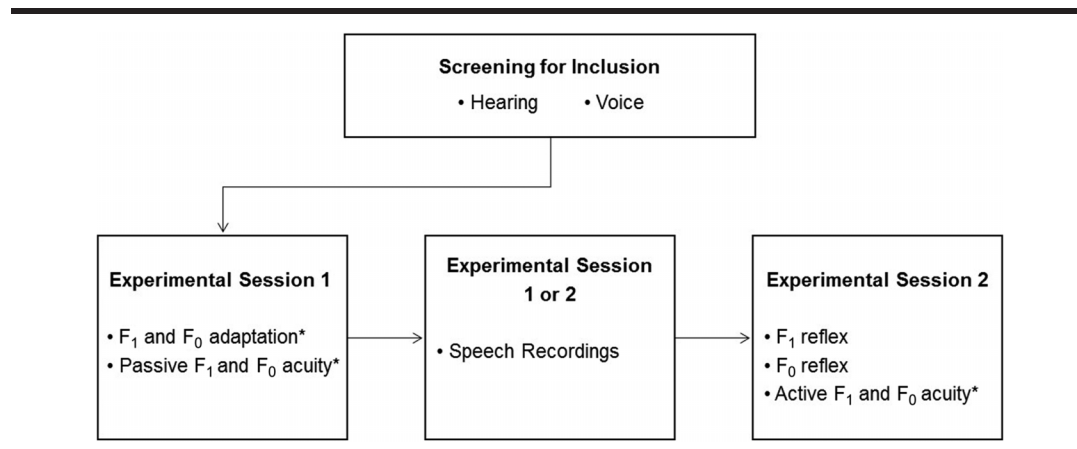 Screening for Inclusion
• Hearing • Voice
Experimental Session 1
• F₁ and F₀ adaptation*
• Passive F₁ and F₀ acuity*
Experimental Session
1 or 2
• Speech Recordings
Experimental Session 2
• F₁ reflex
• F₀ reflex
• Active F₁ and F₀ acuity*